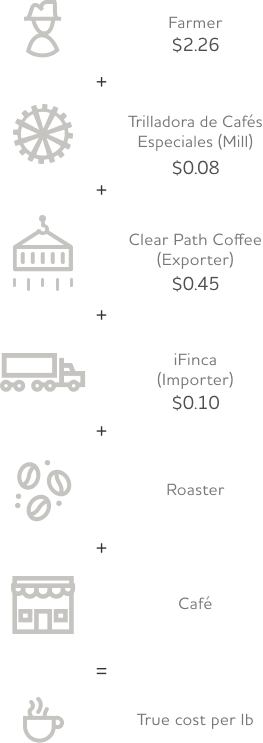 Farmer
$2.26
+
Trilladora de Cafés
Especiales (Mill)
$0.08
+
Clear Path Coffee
(Exporter)
$0.45
+
iFinca
(Importer)
$0.10
+
Roaster
+
Café
=
True cost per lb